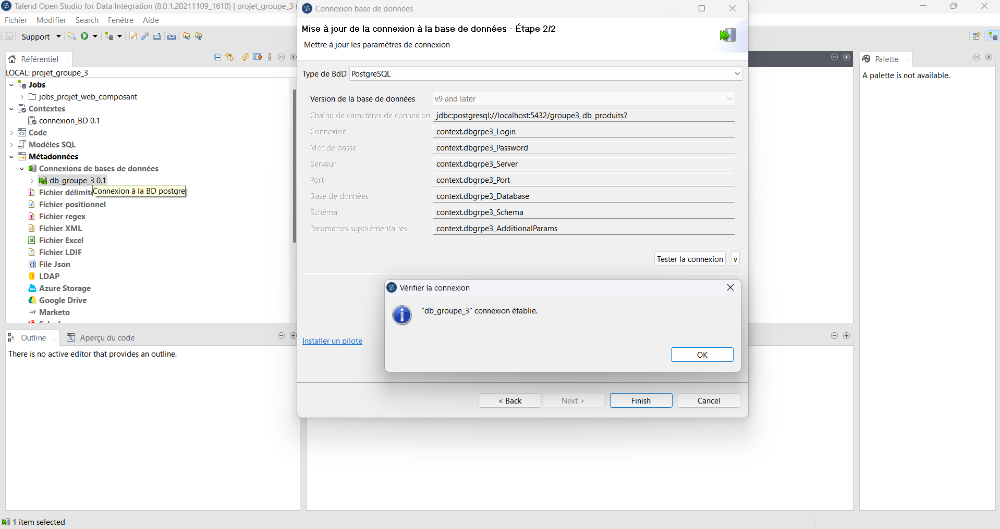 Talend Open Studio for Data Integration (8.0.1.20211109_1610) | projet_groupe_3
Fichier Modifier Search Fenêtre Aide
Support
Référentiel
LOCAL: projet_groupe_3
Jobs
jobs_projet_web_composant
Contextes
connexion_BD 0.1
Code
Modèles SQL
Métadonnées
Connexions de bases de données
db_groupe_3 0.1
Connexion à la BD postgre
Fichier délimit
Fichier positionnel
Fichier regex
Fichier XML
Fichier Excel
Fichier LDIF
File Json
LDAP
Azure Storage
Google Drive
Marketo
Outline
Aperçu du code
There is no active editor that provides an outline.
1 item selected
Connexion base de données
Mise à jour de la connexion à la base de données - Étape 2/2
Mettre à jour les paramètres de connexion
Type de BdD PostgreSQL
Version de la base de données v9 and later
Chaîne de caractères de connexion jdbc:postgresql://localhost:5432/groupe3_db_produits?
Connexion context.dbgrpe3_Login
Mot de passe context.dbgrpe3_Password
Serveur context.dbgrpe3_Server
Port context.dbgrpe3_Port
Base de données context.dbgrpe3_Database
Schéma context.dbgrpe3_Schema
Paramètres supplémentaires context.dbgrpe3_AdditionalParams
Tester la connexion v
Vérifier la connexion
"db_groupe_3" connexion établie.
OK
Installer un pilote
< Back Next > Finish Cancel
Palette
A palette is not available.